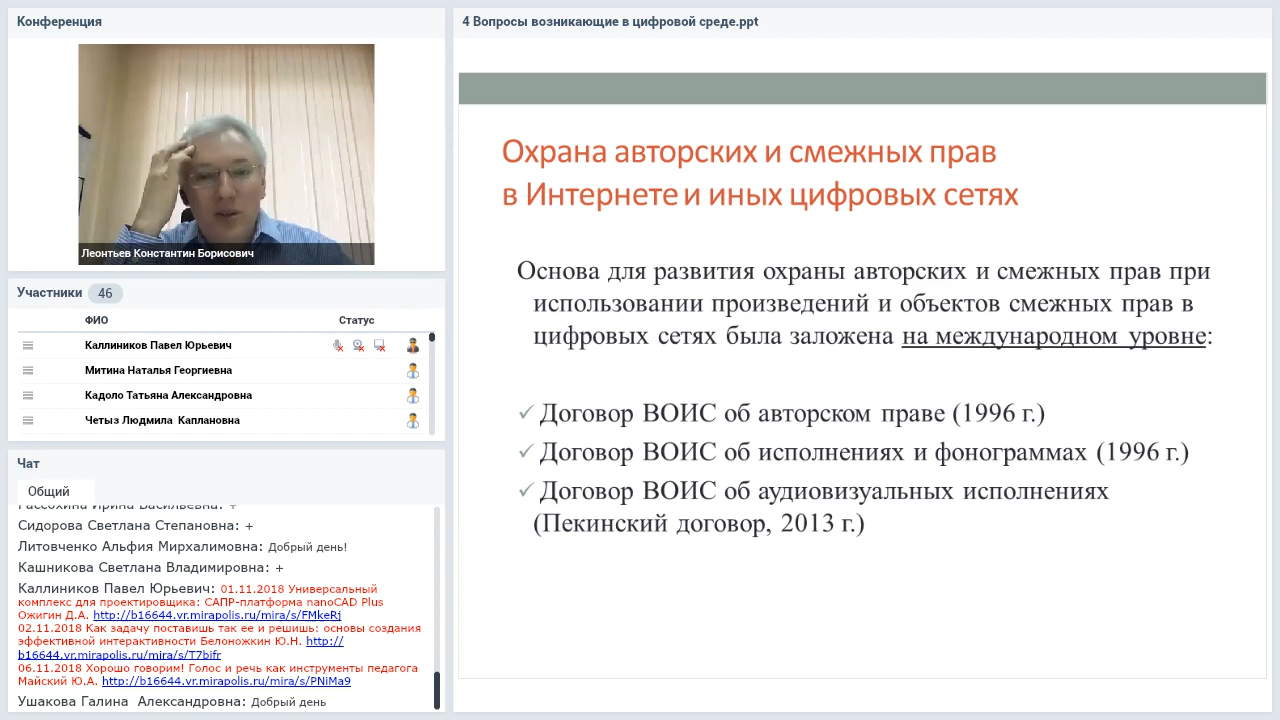 Конференция
Леонтьев Константин Борисович
Участники 46
ФИО Статус
Каллиников Павел Юрьевич
Митина Наталья Георгиевна
Кадоло Татьяна Александровна
Четыз Людмила Каплановна
Чат
Общий
Рассохина Ирина Васильевна: +
Сидорова Светлана Степановна: +
Литовченко Альфия Мирхалимовна: Добрый день!
Кашникова Светлана Владимировна: +
Каллиников Павел Юрьевич: 01.11.2018 Универсальный
комплекс для проектировщика: САПР-платформа nanoCAD Plus
Ожигин Д.А. http://b16644.vr.mirapolis.ru/mira/s/FMkeRj
02.11.2018 Как задачу поставишь так ее и решишь: основы создания
эффективной интерактивности Белоножкин Ю.Н. http://
b16644.vr.mirapolis.ru/mira/s/T7bifr
06.11.2018 Хорошо говорим! Голос и речь как инструменты педагога
Майский Ю.А. http://b16644.vr.mirapolis.ru/mira/s/PNiMa9
Ушакова Галина Александровна: Добрый день
4 Вопросы возникающие в цифровой среде.ppt
Охрана авторских и смежных прав
в Интернете и иных цифровых сетях
Основа для развития охраны авторских и смежных прав при
использовании произведений и объектов смежных прав в
цифровых сетях была заложена на международном уровне:
✓ Договор ВОИС об авторском праве (1996 г.)
✓ Договор ВОИС об исполнениях и фонограммах (1996 г.)
✓ Договор ВОИС об аудиовизуальных исполнениях
(Пекинский договор, 2013 г.)